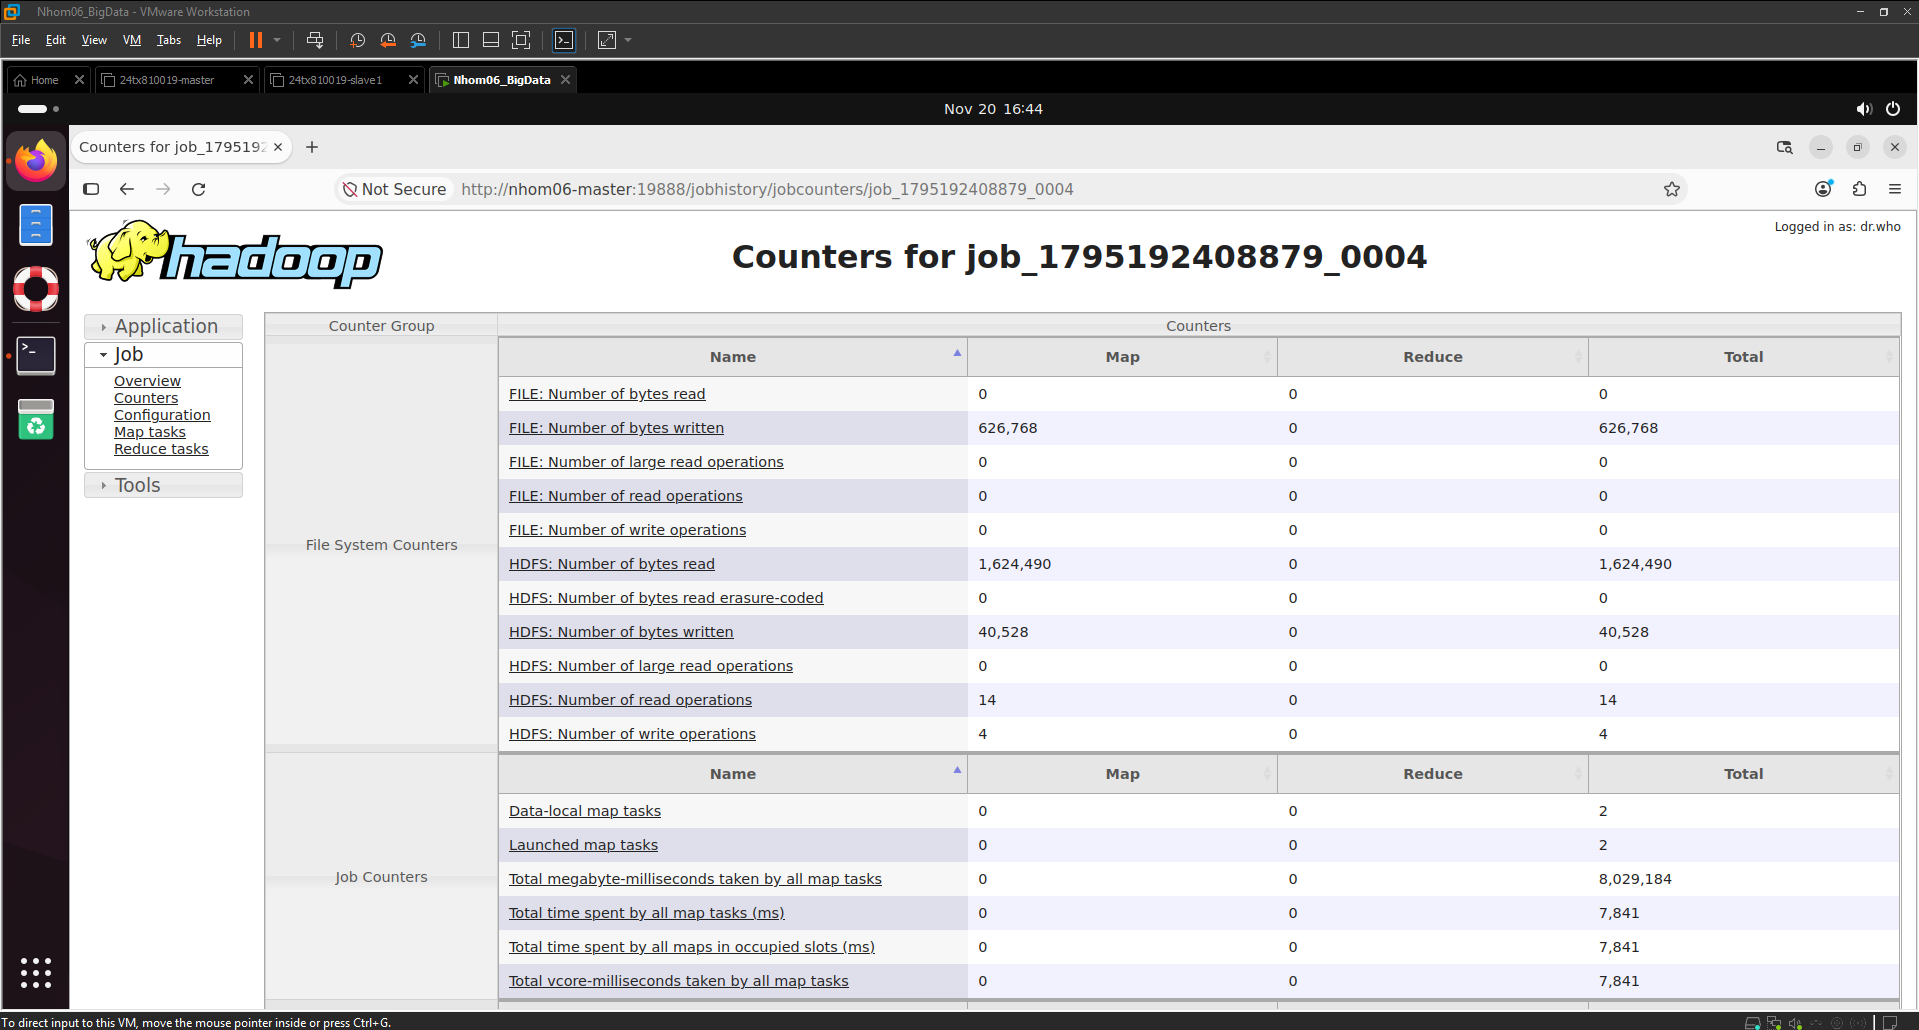 Nhom06_BigData - VMware Workstation
File Edit View VM Tabs Help
Home 24tx810019-master 24tx810019-slave1 Nhom06_BigData
Nov 20 16:44
Counters for job_179519
Not Secure http://nhom06-master:19888/jobhistory/jobcounters/job_1795192408879_0004
Logged in as: dr.who
hadoop
Counters for job_1795192408879_0004
Application
Job
Overview
Counters
Configuration
Map tasks
Reduce tasks
Tools
Counter Group Counters
File System Counters
Name Map Reduce Total
FILE: Number of bytes read 0 0 0
FILE: Number of bytes written 626,768 0 626,768
FILE: Number of large read operations 0 0 0
FILE: Number of read operations 0 0 0
FILE: Number of write operations 0 0 0
HDFS: Number of bytes read 1,624,490 0 1,624,490
HDFS: Number of bytes read erasure-coded 0 0 0
HDFS: Number of bytes written 40,528 0 40,528
HDFS: Number of large read operations 0 0 0
HDFS: Number of read operations 14 0 14
HDFS: Number of write operations 4 0 4
Job Counters
Name Map Reduce Total
Data-local map tasks 0 0 2
Launched map tasks 0 0 2
Total megabyte-milliseconds taken by all map tasks 0 0 8,029,184
Total time spent by all map tasks (ms) 0 0 7,841
Total time spent by all maps in occupied slots (ms) 0 0 7,841
Total vcore-milliseconds taken by all map tasks 0 0 7,841
To direct input to this VM, move the mouse pointer inside or press Ctrl+G.